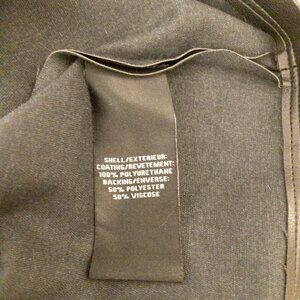 SHELL/EXTERIEUR:
COATING/REVETEMENT:
100% POLYURETHANE
BACKING/ENVERSE:
50% POLYESTER
50% VISCOSE